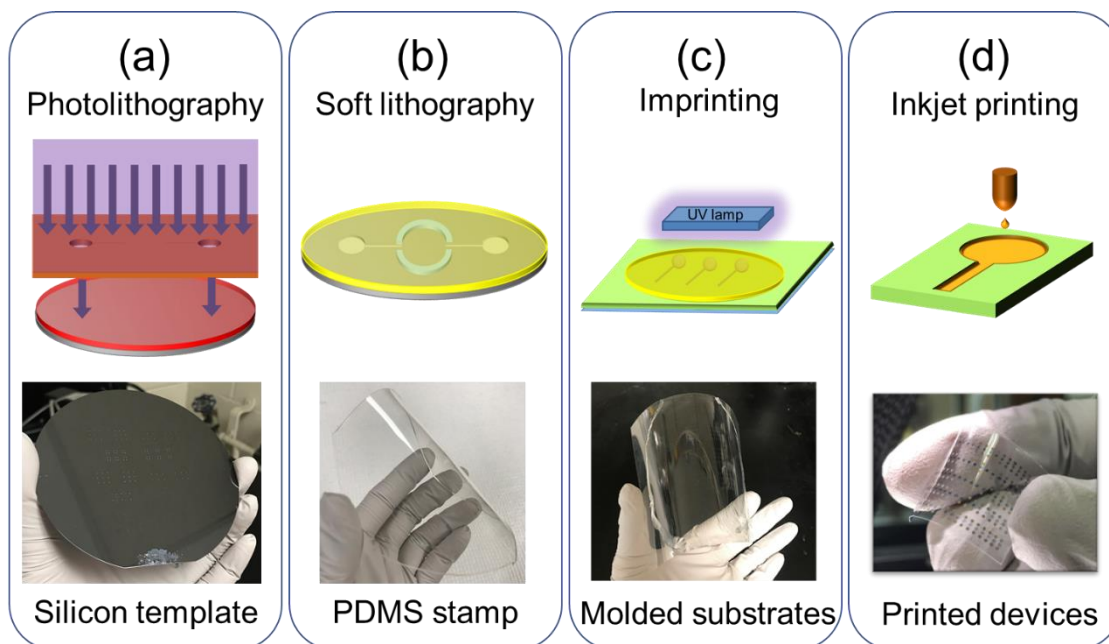 (a)
Photolithography
Silicon template
(b)
Soft lithography
PDMS stamp
(c)
Imprinting
UV lamp
Molded substrates
(d)
Inkjet printing
Printed devices